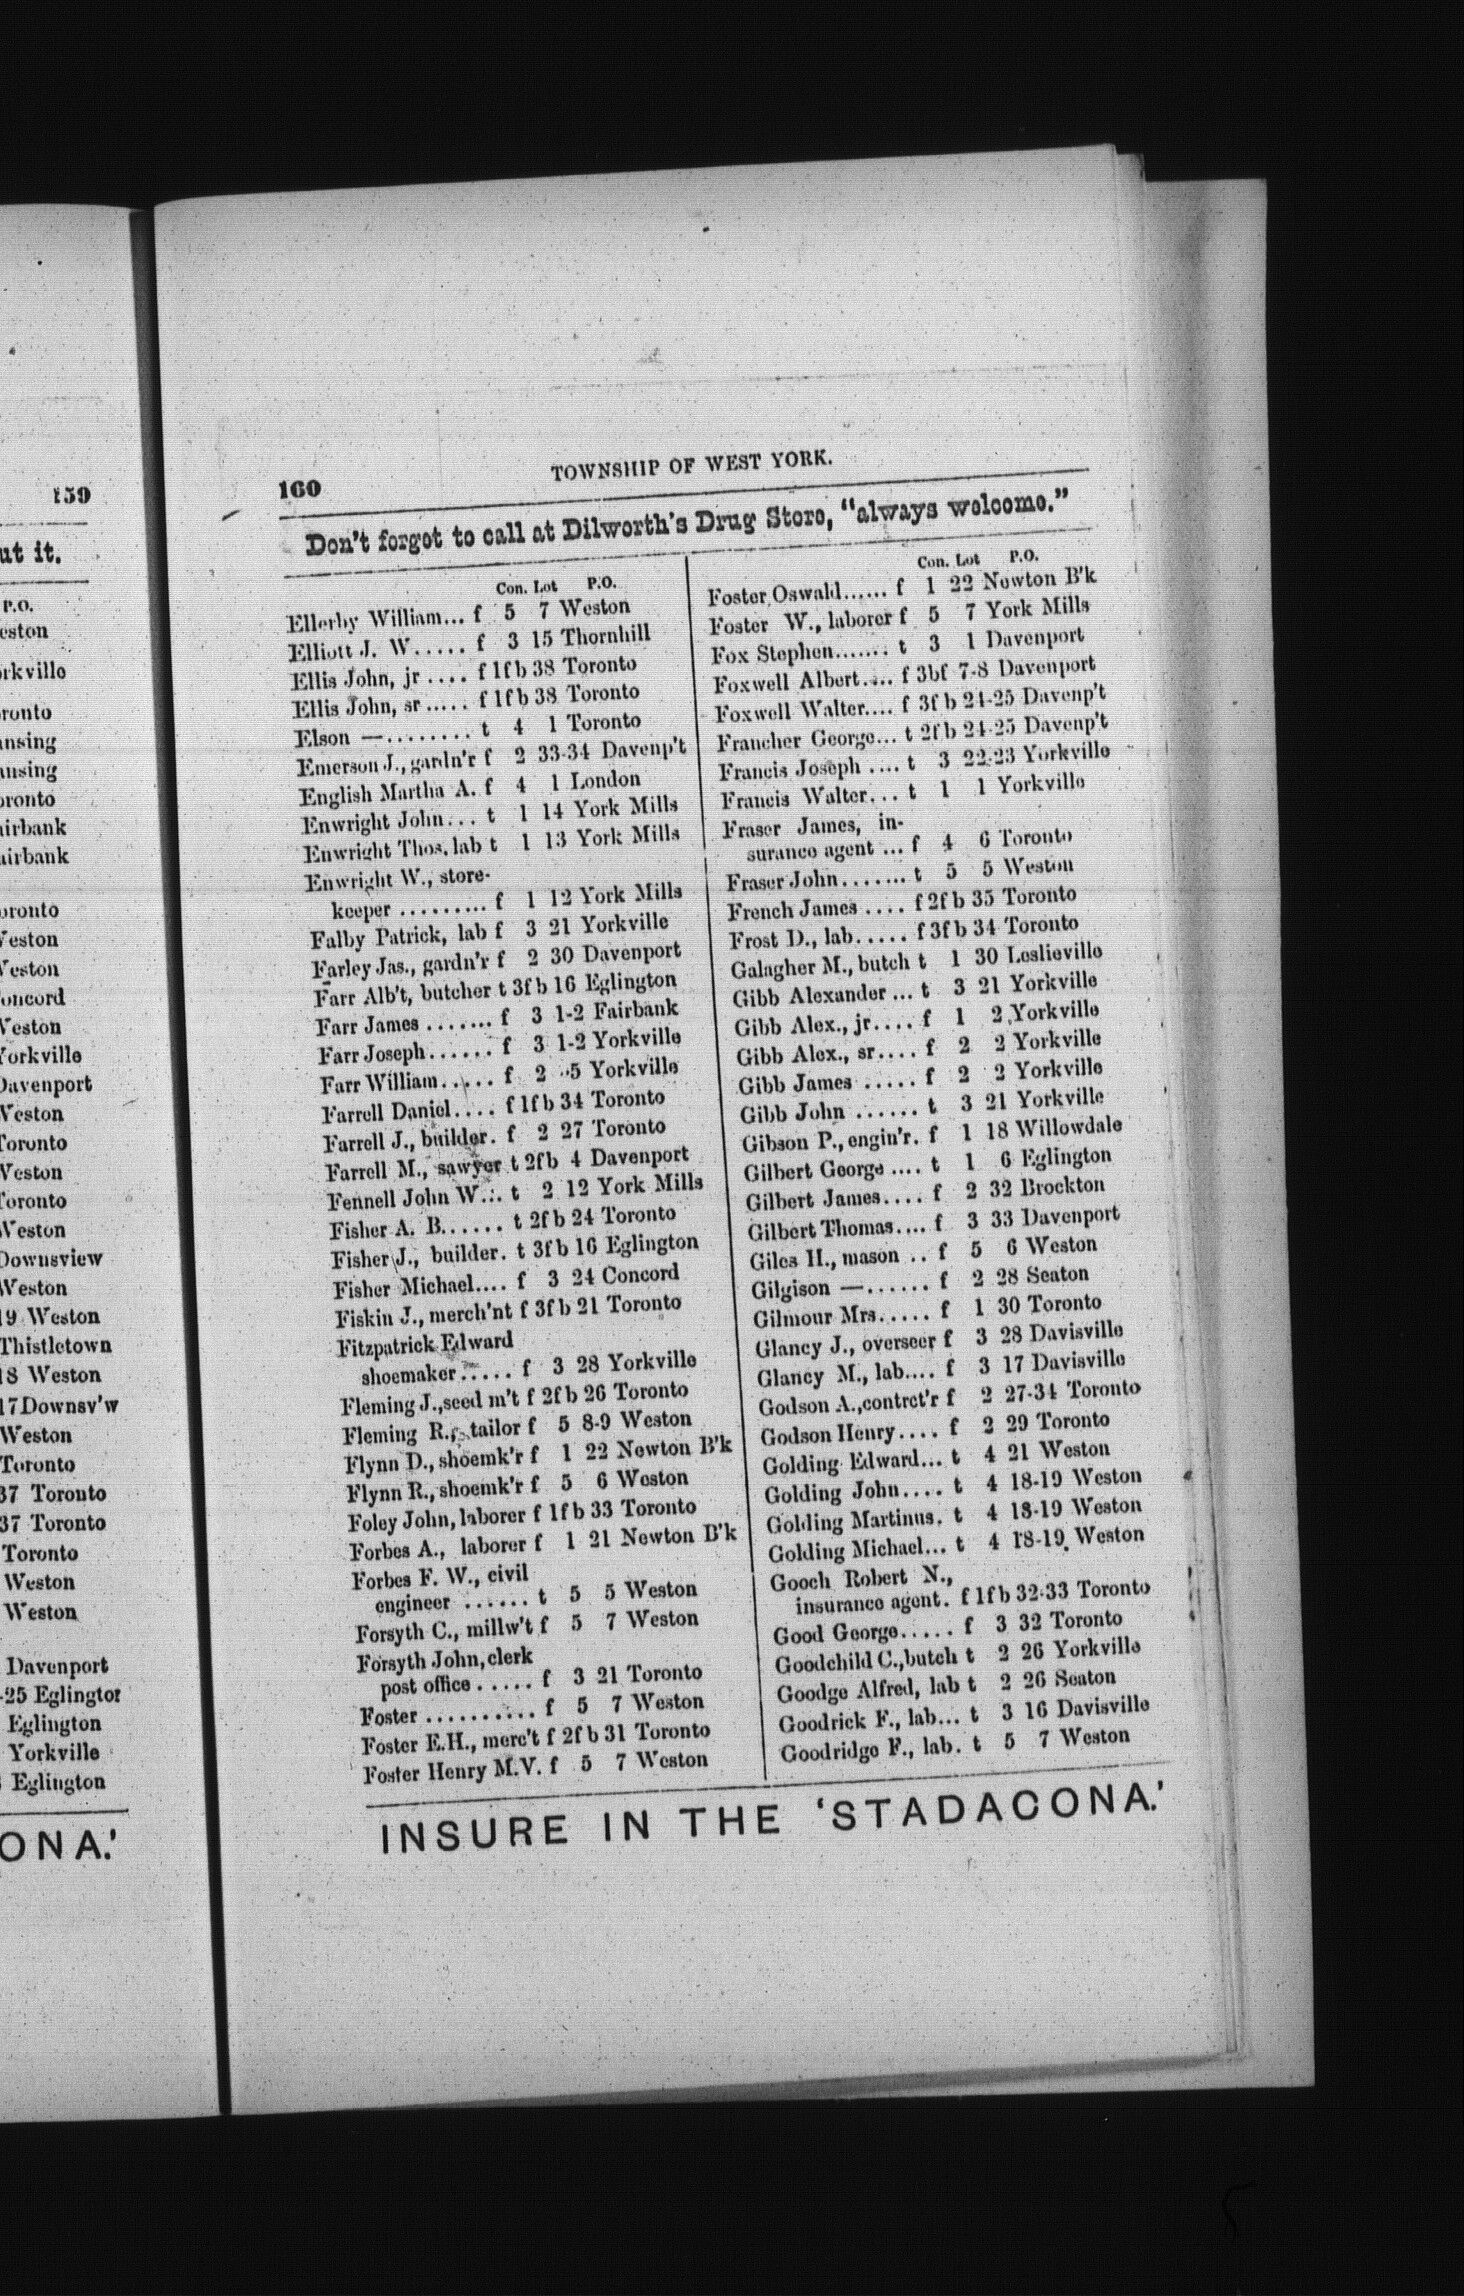 159
ut it.
P.O.
eston
rkville
ronto
ansing
ansing
oronto
airbank
airbank
oronto
Weston
Weston
oncord
Weston
Yorkville
Davenport
Weston
Toronto
Weston
Toronto
Weston
Downsview
Weston
19 Weston
Thistletown
18 Weston
17 Downsv'w
Weston
Toronto
37 Toronto
37 Toronto
Toronto
Weston
Weston
Davenport
-25 Eglington
Eglington
Yorkville
Eglington
ONA.'
160
TOWNSHIP OF WEST YORK.
Don't forget to call at Dilworth's Drug Store, "always welcome."
Con. Lot P.O.
Ellerby William... f 5 7 Weston
Elliott J. W..... f 3 15 Thornhill
Ellis John, jr .... f 1fb 38 Toronto
Ellis John, sr ..... f 1fb 38 Toronto
Elson —........ t 4 1 Toronto
Emerson J., gardn'r f 2 33-34 Davenp't
English Martha A. f 4 1 London
Enwright John... t 1 14 York Mills
Enwright Thos. lab t 1 13 York Mills
Enwright W., store-
keeper ......... f 1 12 York Mills
Falby Patrick, lab f 3 21 Yorkville
Farley Jas., gardn'r f 2 30 Davenport
Farr Alb't, butcher t 3fb 16 Eglington
Farr James ....... f 3 1-2 Fairbank
Farr Joseph...... f 3 1-2 Yorkville
Farr William..... f 2 5 Yorkville
Farrell Daniel.... f 1fb 34 Toronto
Farrell J., builder. f 2 27 Toronto
Farrell M., sawyer t 2fb 4 Davenport
Fennell John W... t 2 12 York Mills
Fisher A. B...... t 2fb 24 Toronto
Fisher J., builder. t 3fb 16 Eglington
Fisher Michael.... f 3 24 Concord
Fiskin J., merch'nt f 3fb 21 Toronto
Fitzpatrick Edward
shoemaker..... f 3 28 Yorkville
Fleming J., seed m't f 2fb 26 Toronto
Fleming R., tailor f 5 8-9 Weston
Flynn D., shoemk'r f 1 22 Newton B'k
Flynn R., shoemk'r f 5 6 Weston
Foley John, laborer f 1fb 33 Toronto
Forbes A., laborer f 1 21 Newton B'k
Forbes F. W., civil
engineer ...... t 5 5 Weston
Forsyth C., millw't f 5 7 Weston
Forsyth John, clerk
post office ..... f 3 21 Toronto
Foster .......... f 5 7 Weston
Foster E.H., merc't f 2fb 31 Toronto
Foster Henry M.V. f 5 7 Weston
Con. Lot P.O.
Foster Oswald...... f 1 22 Newton B'k
Foster W., laborer f 5 7 York Mills
Fox Stephen....... t 3 1 Davenport
Foxwell Albert.... f 3bf 7-8 Davenport
Foxwell Walter.... f 3fb 24-25 Davenp't
Francher George... t 2fb 24-25 Davenp't
Francis Joseph .... t 3 22-23 Yorkville
Francis Walter... t 1 1 Yorkville
Fraser James, in-
surance agent ... f 4 6 Toronto
Fraser John....... t 5 5 Weston
French James .... f 2fb 35 Toronto
Frost D., lab..... f 3fb 34 Toronto
Galagher M., butch t 1 30 Leslieville
Gibb Alexander ... t 3 21 Yorkville
Gibb Alex., jr.... f 1 2 Yorkville
Gibb Alex., sr.... f 2 2 Yorkville
Gibb James ..... f 2 2 Yorkville
Gibb John ...... t 3 21 Yorkville
Gibson P., engin'r. f 1 18 Willowdale
Gilbert George .... t 1 6 Eglington
Gilbert James.... f 2 32 Brockton
Gilbert Thomas.... f 3 33 Davenport
Giles H., mason .. f 5 6 Weston
Gilgison —...... f 2 28 Seaton
Gilmour Mrs..... f 1 30 Toronto
Glancy J., overseer f 3 28 Davisville
Glancy M., lab.... f 3 17 Davisville
Godson A., contrct'r f 2 27-34 Toronto
Godson Henry.... f 2 29 Toronto
Golding Edward... t 4 21 Weston
Golding John.... t 4 18-19 Weston
Golding Martinus. t 4 18-19 Weston
Golding Michael... t 4 18-19 Weston
Gooch Robert N.,
insurance agent. f 1fb 32-33 Toronto
Good George..... f 3 32 Toronto
Goodchild C., butch t 2 26 Yorkville
Goodge Alfred, lab t 2 26 Seaton
Goodrick F., lab... t 3 16 Davisville
Goodridge F., lab. t 5 7 Weston
INSURE IN THE 'STADACONA.'